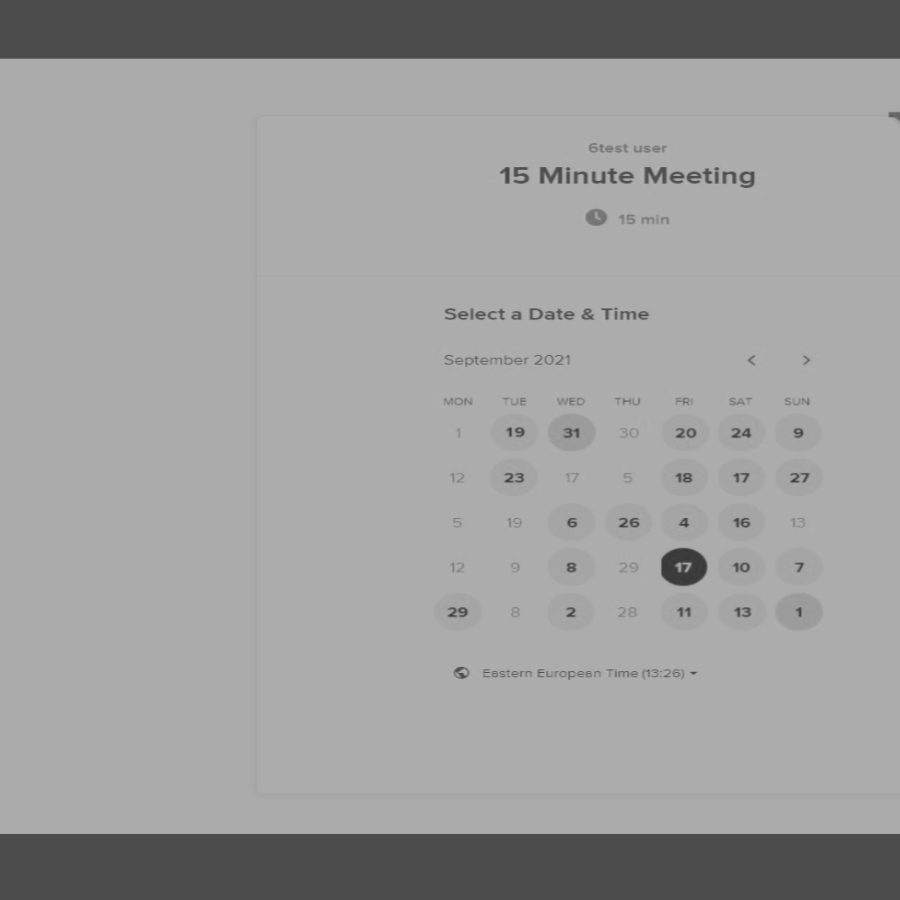 6test user
15 Minute Meeting
15 min
Select a Date & Time
September 2021
MON TUE WED THU FRI SAT SUN
1 19 31 30 20 24 9
12 23 17 5 18 17 27
5 19 6 26 4 16 13
12 9 8 29 17 10 7
29 8 2 28 11 13 1
Eastern European Time (13:26)